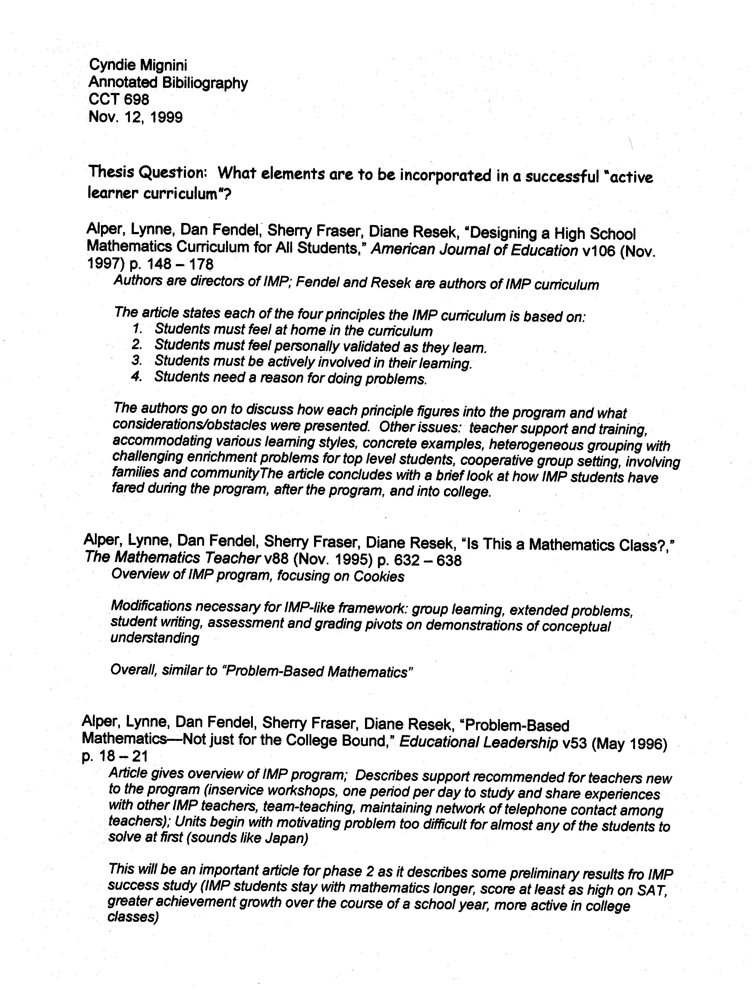 Cyndie Mignini
Annotated Bibiliography
CCT 698
Nov. 12, 1999
Thesis Question:  What elements are to be incorporated in a successful "active
learner curriculum"?
Alper, Lynne, Dan Fendel, Sherry Fraser, Diane Resek, “Designing a High School
Mathematics Curriculum for All Students,” American Journal of Education v106 (Nov.
1997) p. 148 – 178
Authors are directors of IMP; Fendel and Resek are authors of IMP curriculum
The article states each of the four principles the IMP curriculum is based on:
1. Students must feel at home in the curriculum
2. Students must feel personally validated as they learn.
3. Students must be actively involved in their learning.
4. Students need a reason for doing problems.
The authors go on to discuss how each principle figures into the program and what
considerations/obstacles were presented.  Other issues:  teacher support and training,
accommodating various learning styles, concrete examples, heterogeneous grouping with
challenging enrichment problems for top level students, cooperative group setting, involving
families and communityThe article concludes with a brief look at how IMP students have
fared during the program, after the program, and into college.
Alper, Lynne, Dan Fendel, Sherry Fraser, Diane Resek, “Is This a Mathematics Class?,”
The Mathematics Teacher v88 (Nov. 1995) p. 632 – 638
Overview of IMP program, focusing on Cookies
Modifications necessary for IMP-like framework: group learning, extended problems,
student writing, assessment and grading pivots on demonstrations of conceptual
understanding
Overall, similar to “Problem-Based Mathematics”
Alper, Lynne, Dan Fendel, Sherry Fraser, Diane Resek, “Problem-Based
Mathematics—Not just for the College Bound,” Educational Leadership v53 (May 1996)
p. 18 – 21
Article gives overview of IMP program;  Describes support recommended for teachers new
to the program (inservice workshops, one period per day to study and share experiences
with other IMP teachers, team-teaching, maintaining network of telephone contact among
teachers); Units begin with motivating problem too difficult for almost any of the students to
solve at first (sounds like Japan)
This will be an important article for phase 2 as it describes some preliminary results fro IMP
success study (IMP students stay with mathematics longer, score at least as high on SAT,
greater achievement growth over the course of a school year, more active in college
classes)